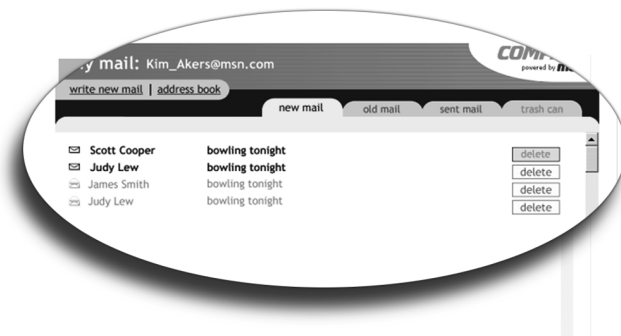 y mail: Kim_Akers@msn.com
powered by
write new mail | address book
new mail old mail sent mail trash can
Scott Cooper bowling tonight delete
Judy Lew bowling tonight delete
James Smith bowling tonight delete
Judy Lew bowling tonight delete